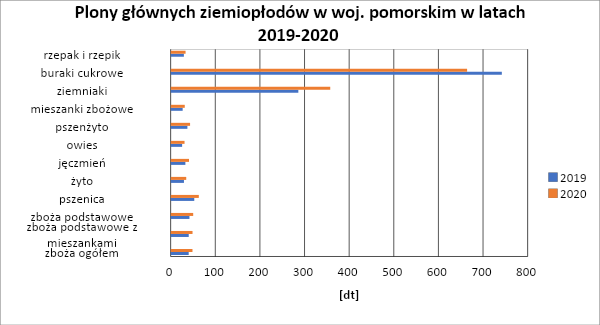 Plony głównych ziemiopłodów w woj. pomorskim w latach
2019-2020
rzepak i rzepik
buraki cukrowe
ziemniaki
mieszanki zbożowe
pszenżyto
owies
jęczmień
żyto
pszenica
zboża podstawowe
zboża podstawowe z
mieszankami
zboża ogółem
2019
2020
0 100 200 300 400 500 600 700 800
[dt]